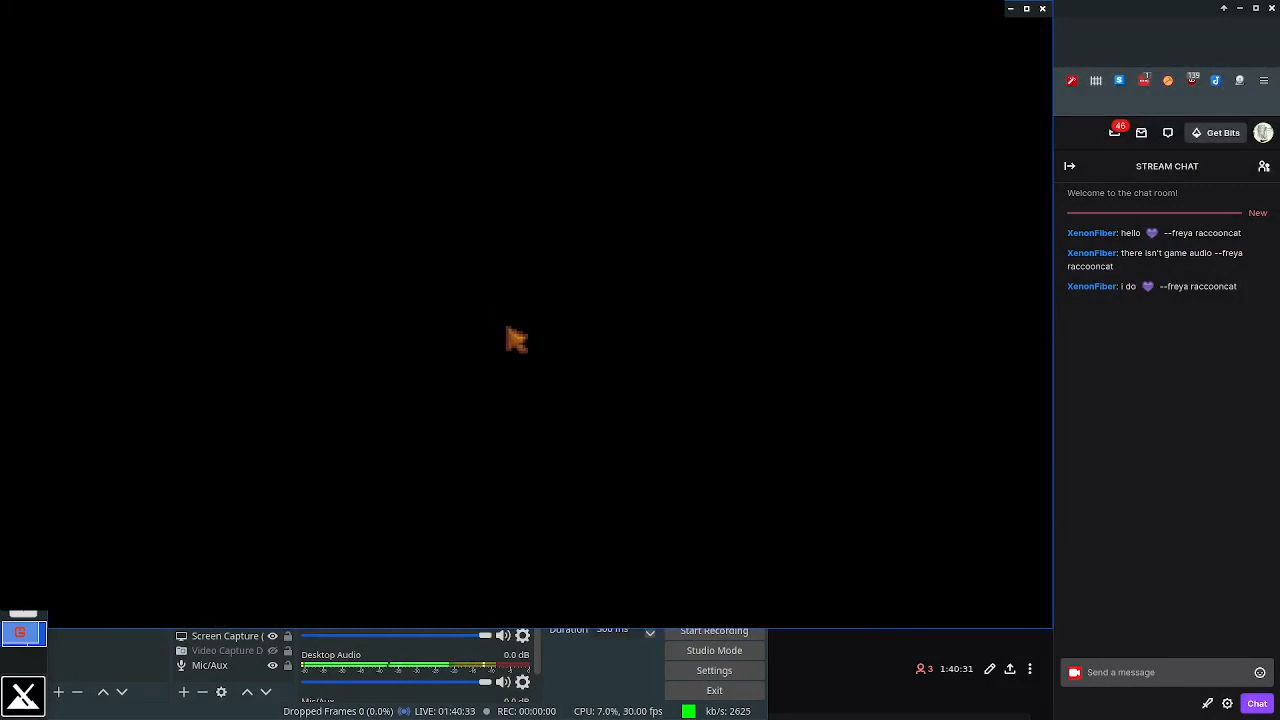 1
139
46
Get Bits
STREAM CHAT
Welcome to the chat room!
New
XenonFiber: hello 💜 --freya raccooncat
XenonFiber: there isn't game audio --freya
raccooncat
XenonFiber: i do 💜 --freya raccooncat
Screen Capture (
Video Capture D
Mic/Aux
Desktop Audio
0.0 dB
Start Recording
Studio Mode
Settings
Exit
3
1:40:31
Send a message
Chat
Dropped Frames 0 (0.0%)
LIVE: 01:40:33
REC: 00:00:00
CPU: 7.0%, 30.00 fps
kb/s: 2625